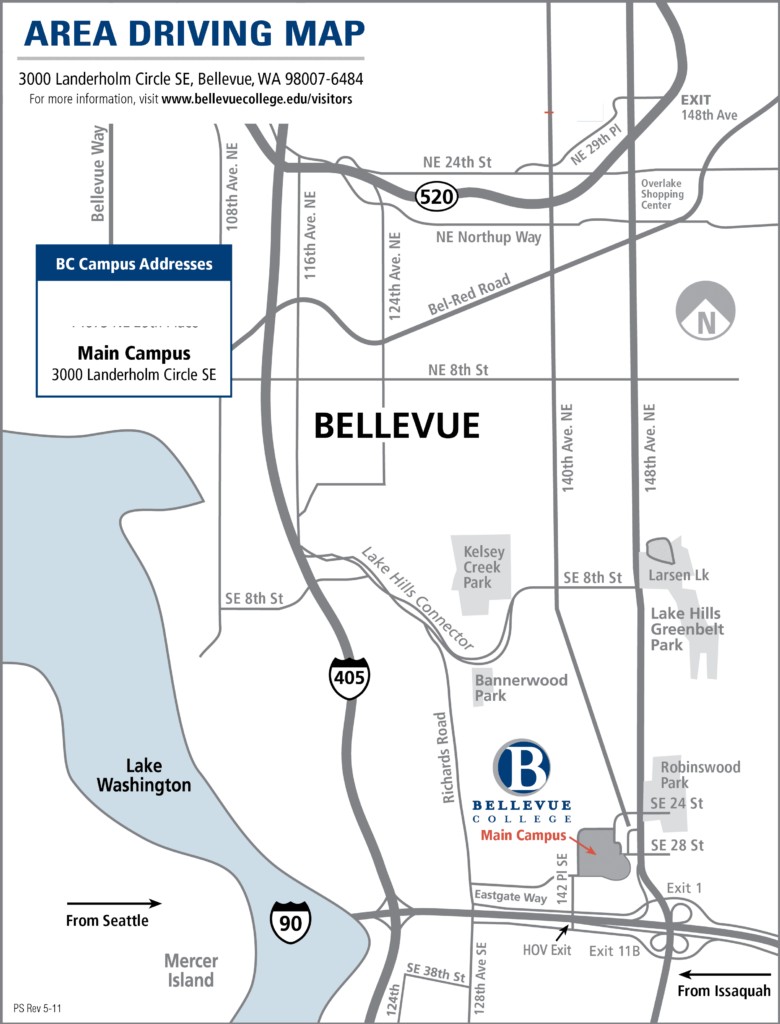 AREA DRIVING MAP
3000 Landerholm Circle SE, Bellevue, WA 98007-6484
For more information, visit www.bellevuecollege.edu/visitors
EXIT
148th Ave
Bellevue Way
108th Ave. NE
NE 24th St
NE 29th Pl
520
Overlake
Shopping
Center
116th Ave. NE
124th Ave. NE
NE Northup Way
BC Campus Addresses
Main Campus
3000 Landerholm Circle SE
Bel-Red Road
N
NE 8th St
BELLEVUE
140th Ave. NE
148th Ave. NE
Kelsey
Creek
Park
Lake Hills Connector
SE 8th St
Larsen Lk
SE 8th St
Lake Hills
Greenbelt
Park
405
Bannerwood
Park
Richards Road
Lake
Washington
B
BELLEVUE
COLLEGE
Main Campus
Robinswood
Park
SE 24 St
SE 28 St
142 Pl SE
Eastgate Way
Exit 1
From Seattle
90
HOV Exit
Exit 11B
Mercer
Island
SE 38th St
124th
128th Ave SE
From Issaquah
PS Rev 5-11